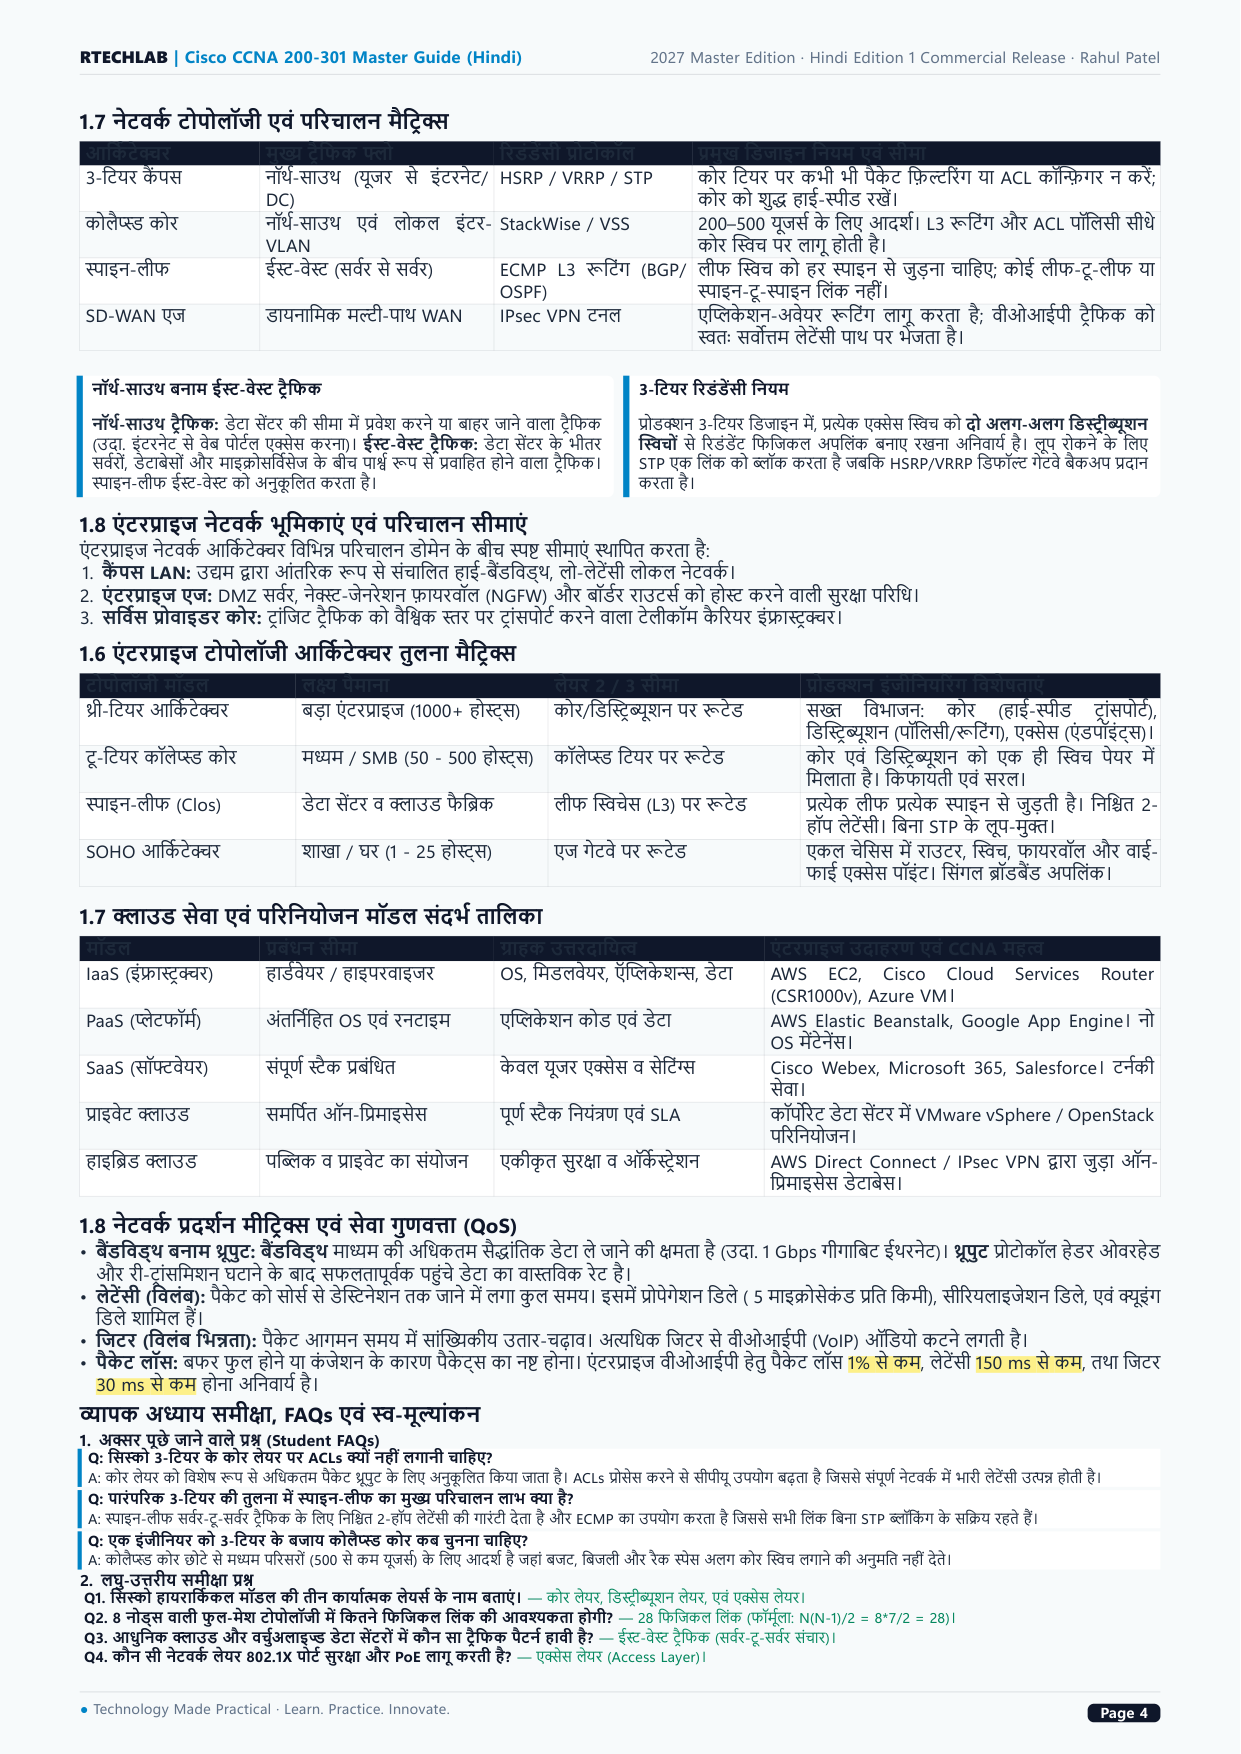 RTECHLAB | Cisco CCNA 200-301 Master Guide (Hindi)
2027 Master Edition · Hindi Edition 1 Commercial Release · Rahul Patel
1.7 नेटवर्क टोपोलॉजी एवं परिचालन मैट्रिक्स
आर्किटेक्चर मुख्य ट्रैफिक फ्लो रिडंडेंसी प्रोटोकॉल प्रमुख डिजाइन नियम एवं सीमा
3-टियर कैंपस नॉर्थ-साउथ (यूजर से इंटरनेट/ HSRP / VRRP / STP कोर टियर पर कभी भी पैकेट फ़िल्टरिंग या ACL कॉन्फ़िगर न करें;
DC) कोर को शुद्ध हाई-स्पीड रखें।
कोलैप्स्ड कोर नॉर्थ-साउथ एवं लोकल इंटर- StackWise / VSS 200–500 यूजर्स के लिए आदर्श। L3 रूटिंग और ACL पॉलिसी सीधे
VLAN कोर स्विच पर लागू होती है।
स्पाइन-लीफ ईस्ट-वेस्ट (सर्वर से सर्वर) ECMP L3 रूटिंग (BGP/ लीफ स्विच को हर स्पाइन से जुड़ना चाहिए; कोई लीफ-टू-लीफ या
OSPF) स्पाइन-टू-स्पाइन लिंक नहीं।
SD-WAN एज डायनामिक मल्टी-पाथ WAN IPsec VPN टनल एप्लिकेशन-अवेयर रूटिंग लागू करता है; वीओआईपी ट्रैफिक को
स्वतः सर्वोत्तम लेटेंसी पाथ पर भेजता है।
नॉर्थ-साउथ बनाम ईस्ट-वेस्ट ट्रैफिक
नॉर्थ-साउथ ट्रैफिक: डेटा सेंटर की सीमा में प्रवेश करने या बाहर जाने वाला ट्रैफिक
(उदा. इंटरनेट से वेब पोर्टल एक्सेस करना)। ईस्ट-वेस्ट ट्रैफिक: डेटा सेंटर के भीतर
सर्वरों, डेटाबेसों और माइक्रोसर्विसेज के बीच पार्श्व रूप से प्रवाहित होने वाला ट्रैफिक।
स्पाइन-लीफ ईस्ट-वेस्ट को अनुकूलित करता है।
3-टियर रिडंडेंसी नियम
प्रोडक्शन 3-टियर डिजाइन में, प्रत्येक एक्सेस स्विच को दो अलग-अलग डिस्ट्रीब्यूशन
स्विचों से रिडंडेंट फिजिकल अपलिंक बनाए रखना अनिवार्य है। लूप रोकने के लिए
STP एक लिंक को ब्लॉक करता है जबकि HSRP/VRRP डिफॉल्ट गेटवे बैकअप प्रदान
करता है।
1.8 एंटरप्राइज नेटवर्क भूमिकाएं एवं परिचालन सीमाएं
एंटरप्राइज नेटवर्क आर्किटेक्चर विभिन्न परिचालन डोमेन के बीच स्पष्ट सीमाएं स्थापित करता है:
1. कैंपस LAN: उद्यम द्वारा आंतरिक रूप से संचालित हाई-बैंडविड्थ, लो-लेटेंसी लोकल नेटवर्क।
2. एंटरप्राइज एज: DMZ सर्वर, नेक्स्ट-जेनरेशन फ़ायरवॉल (NGFW) और बॉर्डर राउटर्स को होस्ट करने वाली सुरक्षा परिधि।
3. सर्विस प्रोवाइडर कोर: ट्रांजिट ट्रैफिक को वैश्विक स्तर पर ट्रांसपोर्ट करने वाला टेलीकॉम कैरियर इंफ्रास्ट्रक्चर।
1.6 एंटरप्राइज टोपोलॉजी आर्किटेक्चर तुलना मैट्रिक्स
टोपोलॉजी मॉडल लक्ष्य पैमाना लेयर 2 / 3 सीमा प्रोडक्शन इंजीनियरिंग विशेषताएं
थ्री-टियर आर्किटेक्चर बड़ा एंटरप्राइज (1000+ होस्ट्स) कोर/डिस्ट्रिब्यूशन पर रूटेड सख्त विभाजन: कोर (हाई-स्पीड ट्रांसपोर्ट),
डिस्ट्रिब्यूशन (पॉलिसी/रूटिंग), एक्सेस (एंडपॉइंट्स)।
टू-टियर कॉलेप्स्ड कोर मध्यम / SMB (50 - 500 होस्ट्स) कॉलेप्स्ड टियर पर रूटेड कोर एवं डिस्ट्रिब्यूशन को एक ही स्विच पेयर में
मिलाता है। किफायती एवं सरल।
स्पाइन-लीफ (Clos) डेटा सेंटर व क्लाउड फैब्रिक लीफ स्विचेस (L3) पर रूटेड प्रत्येक लीफ प्रत्येक स्पाइन से जुड़ती है। निश्चित 2-
हॉप लेटेंसी। बिना STP के लूप-मुक्त।
SOHO आर्किटेक्चर शाखा / घर (1 - 25 होस्ट्स) एज गेटवे पर रूटेड एकल चेसिस में राउटर, स्विच, फायरवॉल और वाई-
फाई एक्सेस पॉइंट। सिंगल ब्रॉडबैंड अपलिंक।
1.7 क्लाउड सेवा एवं परिनियोजन मॉडल संदर्भ तालिका
मॉडल प्रबंधन सीमा ग्राहक उत्तरदायित्व एंटरप्राइज उदाहरण एवं CCNA महत्व
IaaS (इंफ्रास्ट्रक्चर) हार्डवेयर / हाइपरवाइजर OS, मिडलवेयर, ऍप्लिकेशन्स, डेटा AWS EC2, Cisco Cloud Services Router
(CSR1000v), Azure VM।
PaaS (प्लेटफॉर्म) अंतर्निहित OS एवं रनटाइम एप्लिकेशन कोड एवं डेटा AWS Elastic Beanstalk, Google App Engine। नो
OS मेंटेनेंस।
SaaS (सॉफ्टवेयर) संपूर्ण स्टैक प्रबंधित केवल यूजर एक्सेस व सेटिंग्स Cisco Webex, Microsoft 365, Salesforce। टर्नकी
सेवा।
प्राइवेट क्लाउड समर्पित ऑन-प्रिमाइसेस पूर्ण स्टैक नियंत्रण एवं SLA कॉर्पोरेट डेटा सेंटर में VMware vSphere / OpenStack
परिनियोजन।
हाइब्रिड क्लाउड पब्लिक व प्राइवेट का संयोजन एकीकृत सुरक्षा व ऑर्केस्ट्रेशन AWS Direct Connect / IPsec VPN द्वारा जुड़ा ऑन-
प्रिमाइसेस डेटाबेस।
1.8 नेटवर्क प्रदर्शन मीट्रिक्स एवं सेवा गुणवत्ता (QoS)
• बैंडविड्थ बनाम थ्रूपुट: बैंडविड्थ माध्यम की अधिकतम सैद्धांतिक डेटा ले जाने की क्षमता है (उदा. 1 Gbps गीगाबिट ईथरनेट)। थ्रूपुट प्रोटोकॉल हेडर ओवरहेड
और री-ट्रांसमिशन घटाने के बाद सफलतापूर्वक पहुंचे डेटा का वास्तविक रेट है।
• लेटेंसी (विलंब): पैकेट को सोर्स से डेस्टिनेशन तक जाने में लगा कुल समय। इसमें प्रोपेगेशन डिले ( 5 माइक्रोसेकंड प्रति किमी), सीरियलाइजेशन डिले, एवं क्यूइंग
डिले शामिल हैं।
• जिटर (विलंब भिन्नता): पैकेट आगमन समय में सांख्यिकीय उतार-चढ़ाव। अत्यधिक जिटर से वीओआईपी (VoIP) ऑडियो कटने लगती है।
• पैकेट लॉस: बफर फुल होने या कंजेशन के कारण पैकेट्स का नष्ट होना। एंटरप्राइज वीओआईपी हेतु पैकेट लॉस 1% से कम, लेटेंसी 150 ms से कम, तथा जिटर
30 ms से कम होना अनिवार्य है।
व्यापक अध्याय समीक्षा, FAQs एवं स्व-मूल्यांकन
1. अक्सर पूछे जाने वाले प्रश्न (Student FAQs)
Q: सिस्को 3-टियर के कोर लेयर पर ACLs क्यों नहीं लगानी चाहिए?
A: कोर लेयर को विशेष रूप से अधिकतम पैकेट थ्रूपुट के लिए अनुकूलित किया जाता है। ACLs प्रोसेस करने से सीपीयू उपयोग बढ़ता है जिससे संपूर्ण नेटवर्क में भारी लेटेंसी उत्पन्न होती है।
Q: पारंपरिक 3-टियर की तुलना में स्पाइन-लीफ का मुख्य परिचालन लाभ क्या है?
A: स्पाइन-लीफ सर्वर-टू-सर्वर ट्रैफिक के लिए निश्चित 2-हॉप लेटेंसी की गारंटी देता है और ECMP का उपयोग करता है जिससे सभी लिंक बिना STP ब्लॉकिंग के सक्रिय रहते हैं।
Q: एक इंजीनियर को 3-टियर के बजाय कोलैप्स्ड कोर कब चुनना चाहिए?
A: कोलैप्स्ड कोर छोटे से मध्यम परिसरों (500 से कम यूजर्स) के लिए आदर्श है जहां बजट, बिजली और रैक स्पेस अलग कोर स्विच लगाने की अनुमति नहीं देते।
2. लघु-उत्तरीय समीक्षा प्रश्न
Q1. सिस्को हायरार्किकल मॉडल की तीन कार्यात्मक लेयर्स के नाम बताएं। — कोर लेयर, डिस्ट्रीब्यूशन लेयर, एवं एक्सेस लेयर।
Q2. 8 नोड्स वाली फुल-मेश टोपोलॉजी में कितने फिजिकल लिंक की आवश्यकता होगी? — 28 फिजिकल लिंक (फॉर्मूला: N(N-1)/2 = 8*7/2 = 28)।
Q3. आधुनिक क्लाउड और वर्चुअलाइज्ड डेटा सेंटरों में कौन सा ट्रैफिक पैटर्न हावी है? — ईस्ट-वेस्ट ट्रैफिक (सर्वर-टू-सर्वर संचार)।
Q4. कौन सी नेटवर्क लेयर 802.1X पोर्ट सुरक्षा और PoE लागू करती है? — एक्सेस लेयर (Access Layer)।
● Technology Made Practical · Learn. Practice. Innovate.
Page 4